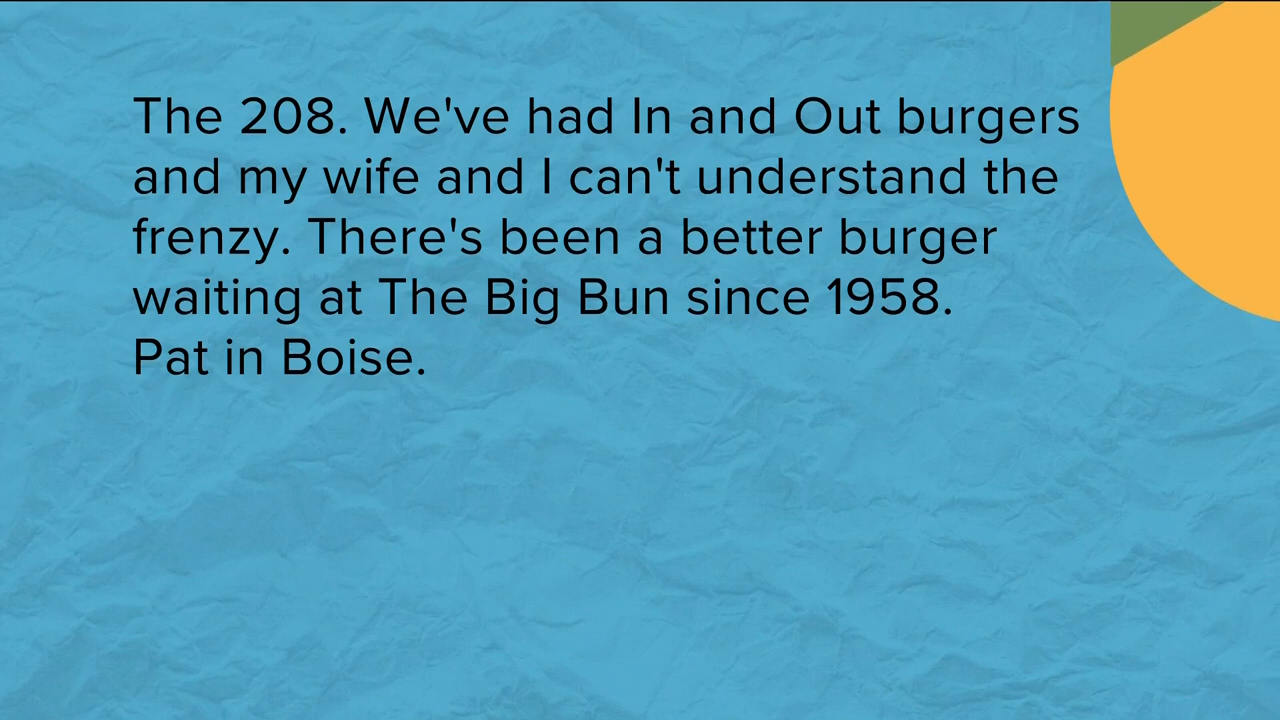 The 208. We've had In and Out burgers
and my wife and I can't understand the
frenzy. There's been a better burger
waiting at The Big Bun since 1958.
Pat in Boise.